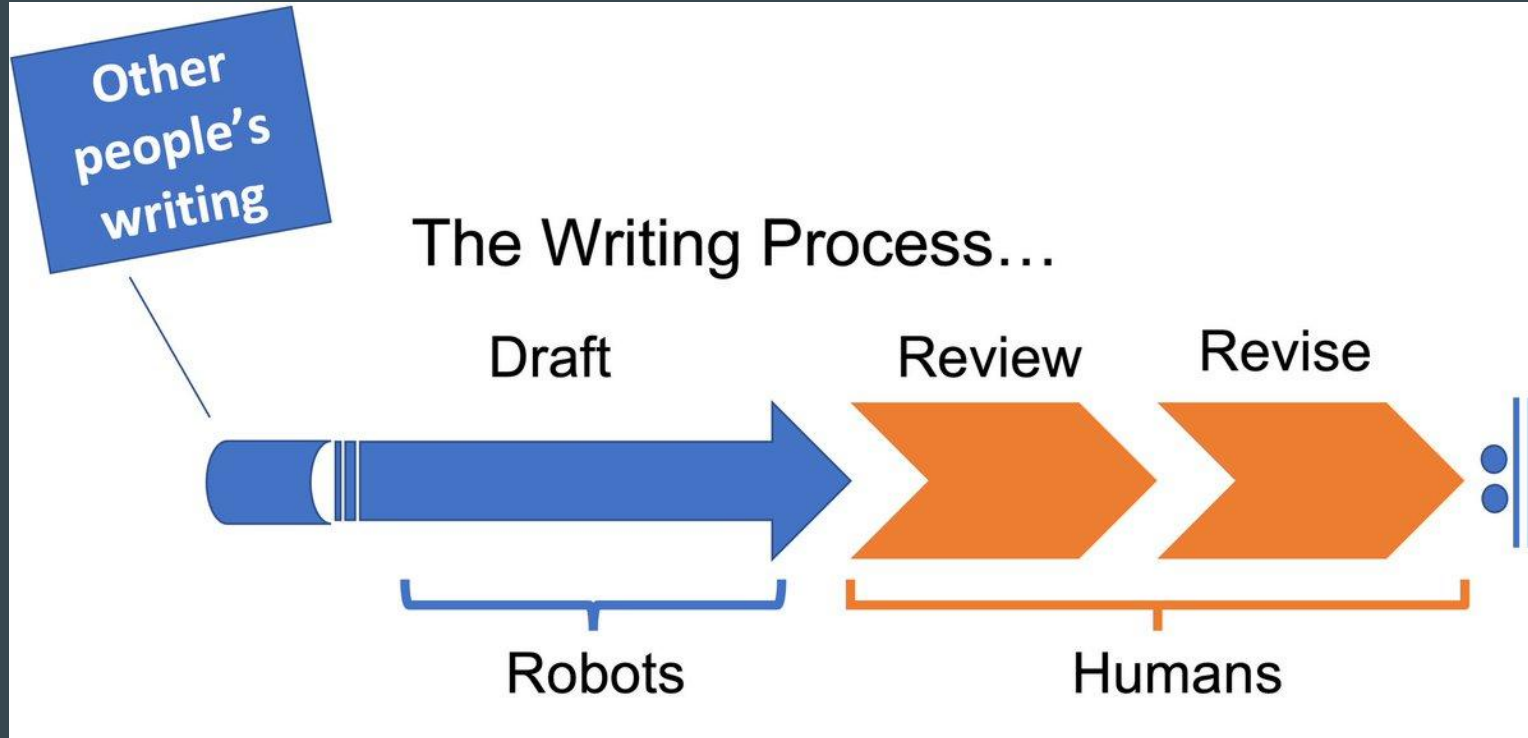 Other
people’s
writing
The Writing Process…
Draft
Review
Revise
Robots
Humans